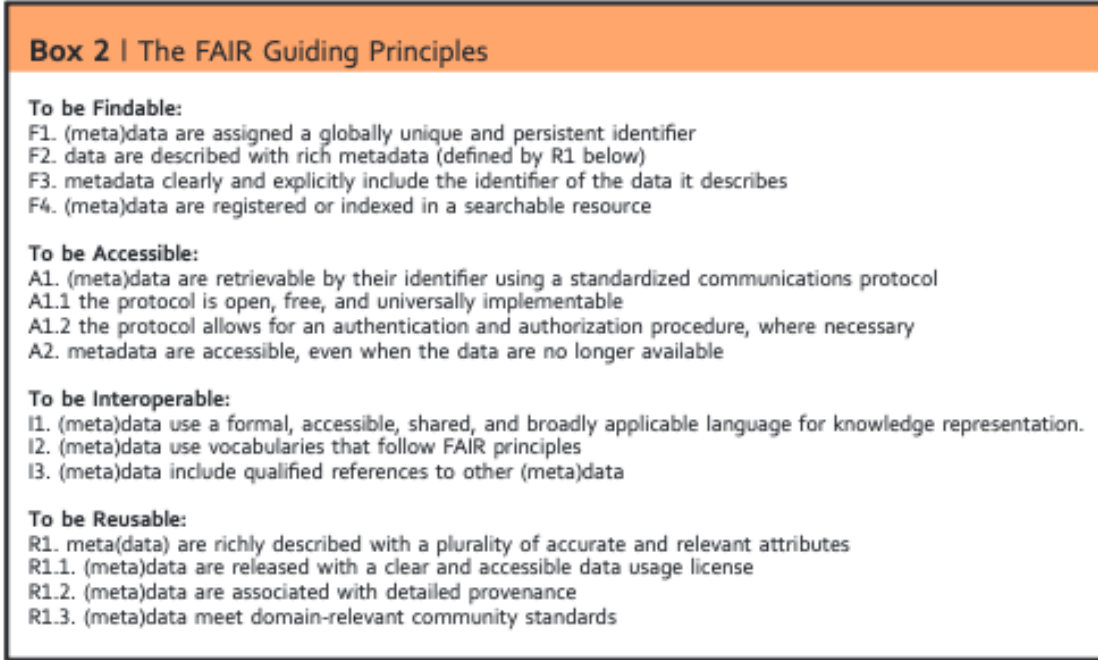 Box 2 | The FAIR Guiding Principles
To be Findable:
F1. (meta)data are assigned a globally unique and persistent identifier
F2. data are described with rich metadata (defined by R1 below)
F3. metadata clearly and explicitly include the identifier of the data it describes
F4. (meta)data are registered or indexed in a searchable resource
To be Accessible:
A1. (meta)data are retrievable by their identifier using a standardized communications protocol
A1.1 the protocol is open, free, and universally implementable
A1.2 the protocol allows for an authentication and authorization procedure, where necessary
A2. metadata are accessible, even when the data are no longer available
To be Interoperable:
I1. (meta)data use a formal, accessible, shared, and broadly applicable language for knowledge representation.
I2. (meta)data use vocabularies that follow FAIR principles
I3. (meta)data include qualified references to other (meta)data
To be Reusable:
R1. meta(data) are richly described with a plurality of accurate and relevant attributes
R1.1. (meta)data are released with a clear and accessible data usage license
R1.2. (meta)data are associated with detailed provenance
R1.3. (meta)data meet domain-relevant community standards